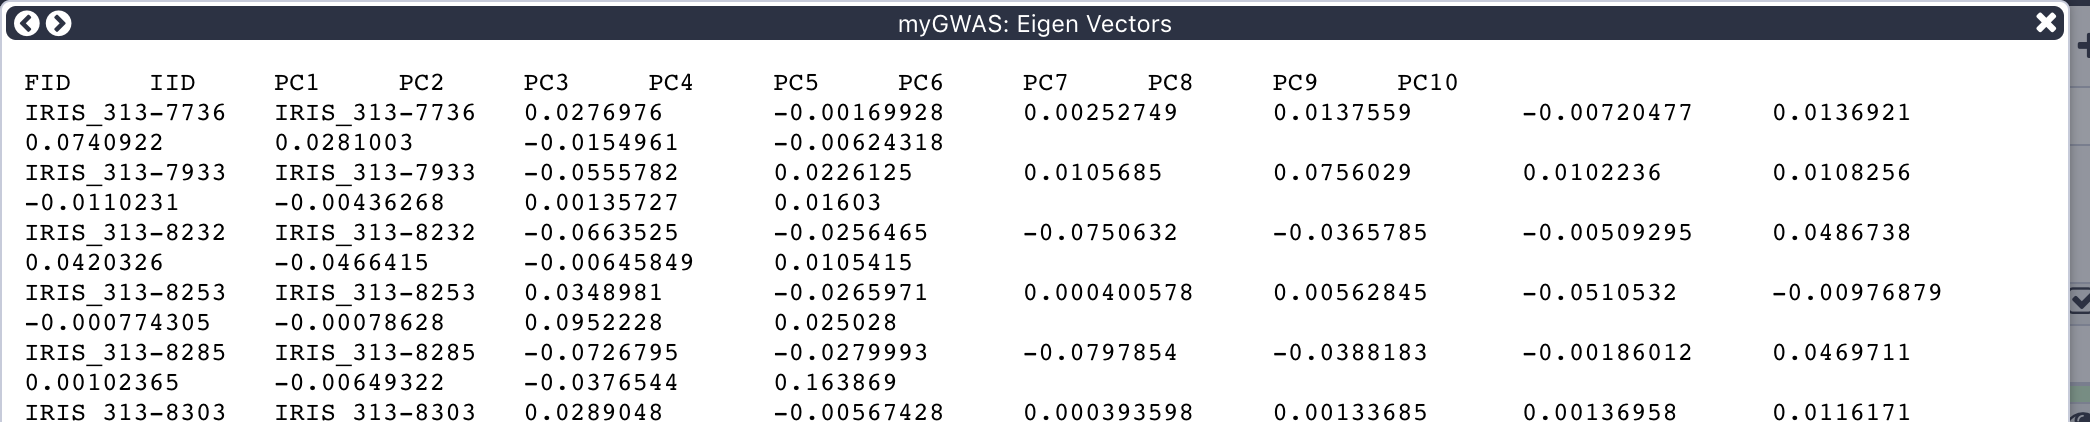 myGWAS: Eigen Vectors
FID IID PC1 PC2 PC3 PC4 PC5 PC6 PC7 PC8 PC9 PC10
IRIS_313-7736 IRIS_313-7736 0.0276976 -0.00169928 0.00252749 0.0137559 -0.00720477 0.0136921
0.0740922 0.0281003 -0.0154961 -0.00624318
IRIS_313-7933 IRIS_313-7933 -0.0555782 0.0226125 0.0105685 0.0756029 0.0102236 0.0108256
-0.0110231 -0.00436268 0.00135727 0.01603
IRIS_313-8232 IRIS_313-8232 -0.0663525 -0.0256465 -0.0750632 -0.0365785 -0.00509295 0.0486738
0.0420326 -0.0466415 -0.00645849 0.0105415
IRIS_313-8253 IRIS_313-8253 0.0348981 -0.0265971 0.000400578 0.00562845 -0.0510532 -0.00976879
-0.000774305 -0.00078628 0.0952228 0.025028
IRIS_313-8285 IRIS_313-8285 -0.0726795 -0.0279993 -0.0797854 -0.0388183 -0.00186012 0.0469711
0.00102365 -0.00649322 -0.0376544 0.163869
IRIS 313-8303 IRIS 313-8303 0.0289048 -0.00567428 0.000393598 0.00133685 0.00136958 0.0116171